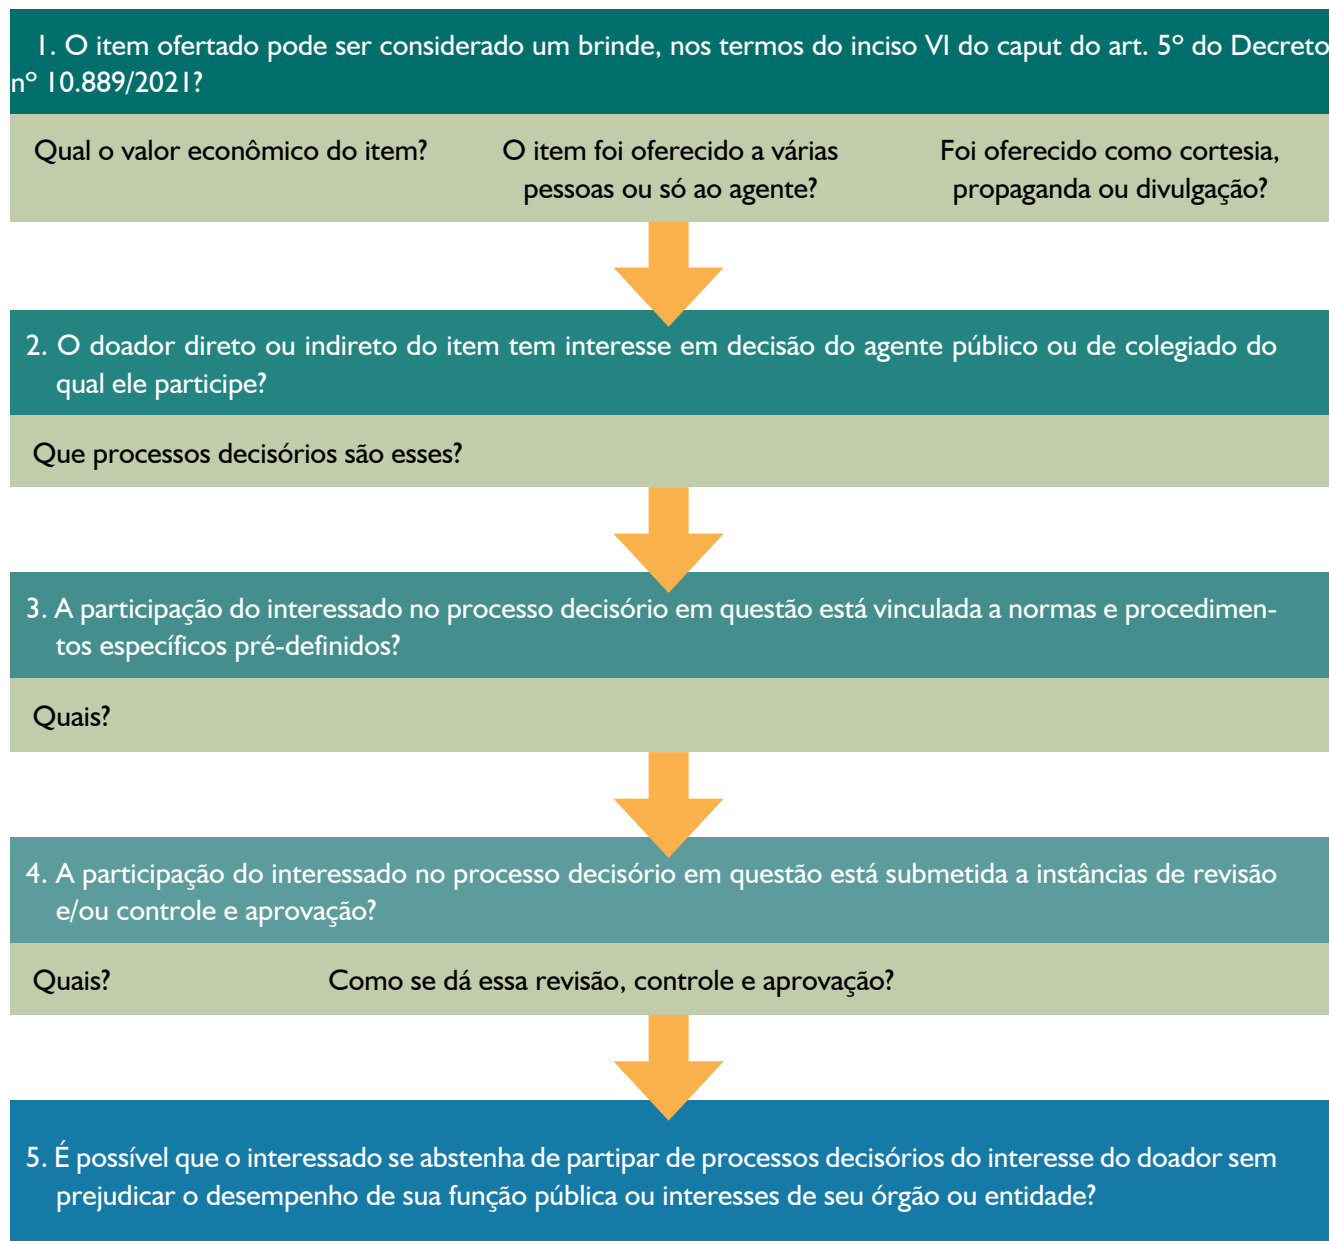 1. O item ofertado pode ser considerado um brinde, nos termos do inciso VI do caput do art. 5º do Decreto
nº 10.889/2021?
Qual o valor econômico do item?
O item foi oferecido a várias
pessoas ou só ao agente?
Foi oferecido como cortesia,
propaganda ou divulgação?
2. O doador direto ou indireto do item tem interesse em decisão do agente público ou de colegiado do
qual ele participe?
Que processos decisórios são esses?
3. A participação do interessado no processo decisório em questão está vinculada a normas e procedimen-
tos específicos pré-definidos?
Quais?
4. A participação do interessado no processo decisório em questão está submetida a instâncias de revisão
e/ou controle e aprovação?
Quais?
Como se dá essa revisão, controle e aprovação?
5. É possível que o interessado se abstenha de partipar de processos decisórios do interesse do doador sem
prejudicar o desempenho de sua função pública ou interesses de seu órgão ou entidade?